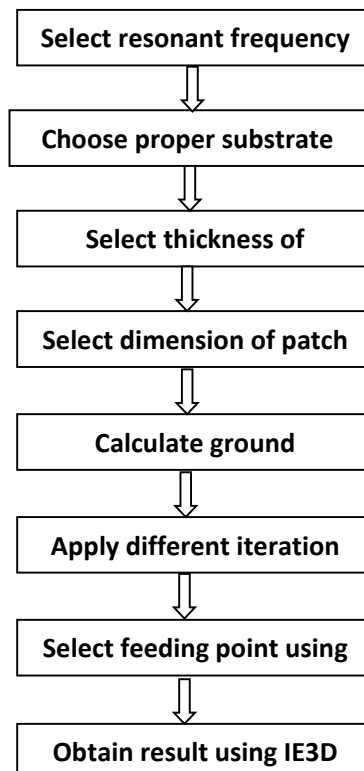 Select resonant frequency
Choose proper substrate
Select thickness of
Select dimension of patch
Calculate ground
Apply different iteration
Select feeding point using
Obtain result using IE3D